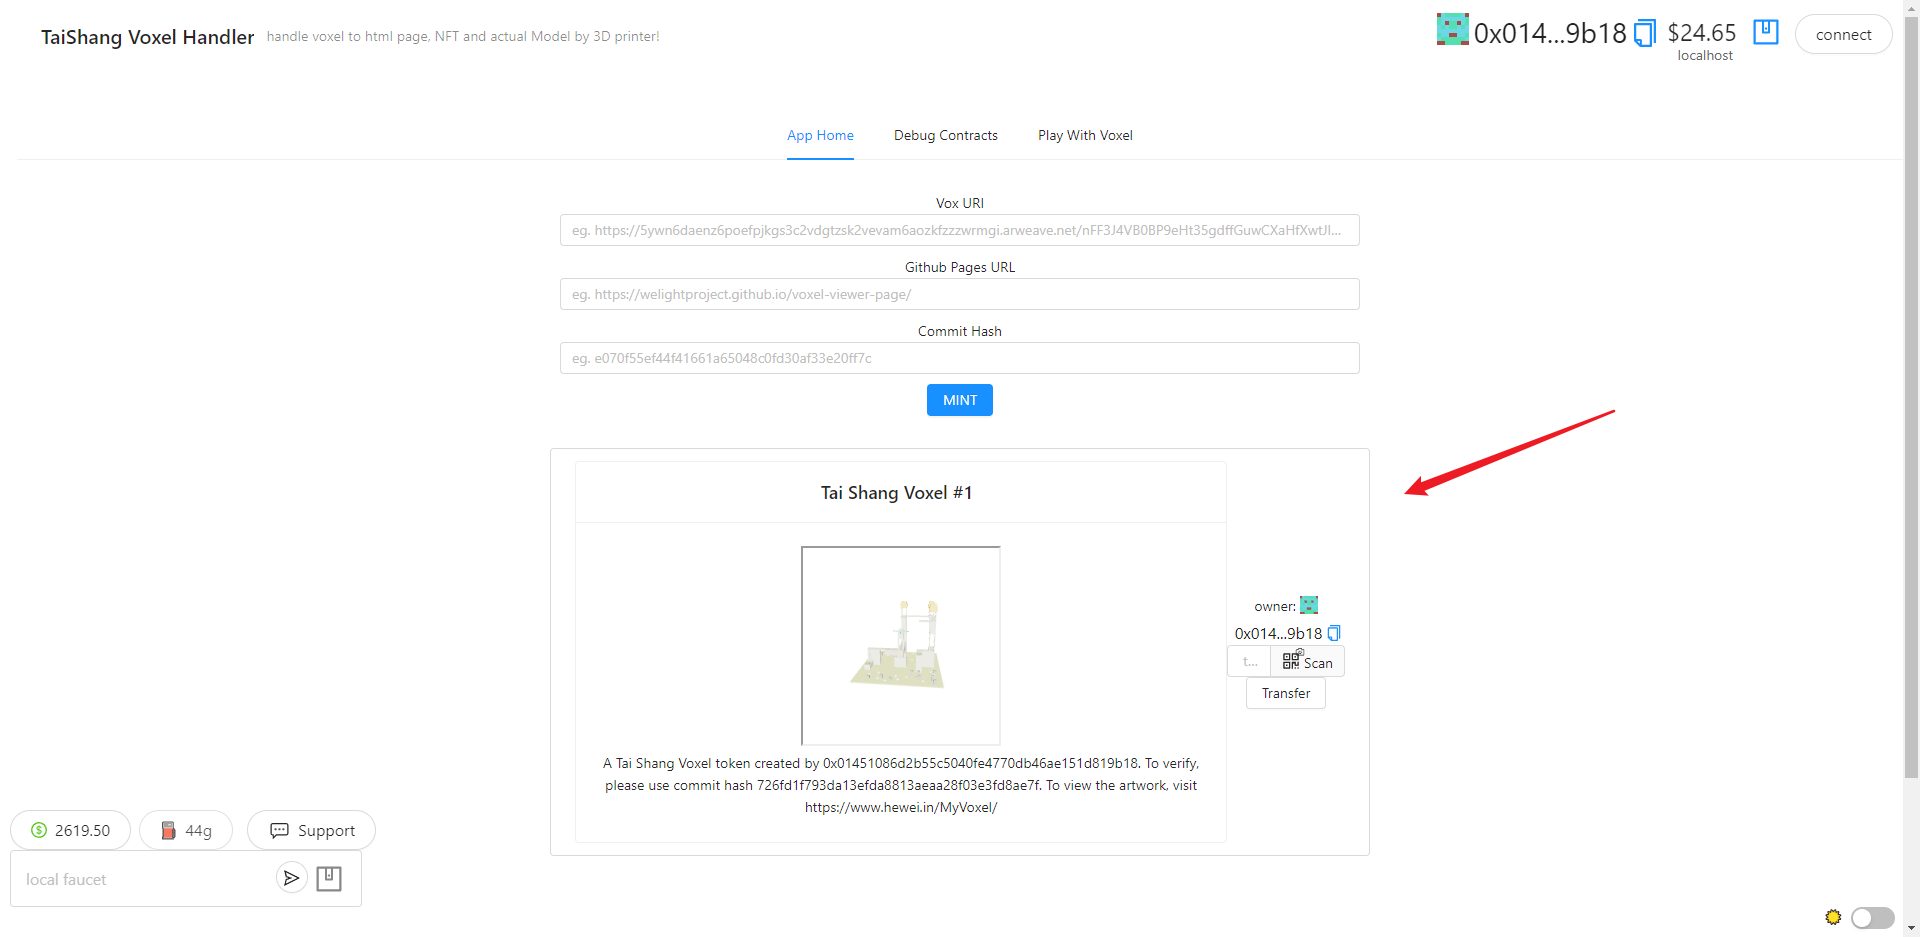 TaiShang Voxel Handler handle voxel to html page, NFT and actual Model by 3D printer!
0x014...9b18 $24.65 connect
localhost
App Home Debug Contracts Play With Voxel
Vox URI
eg. https://5ywn6daenz6poefpjkgs3c2vdgtzsk2vevam6aozkfzzzwrmgi.arweave.net/nFF3J4VB0BP9eHt35gdffGuwCXaHfXwtJI...
Github Pages URL
eg. https://welightproject.github.io/voxel-viewer-page/
Commit Hash
eg. e070f55ef44f41661a65048c0fd30af33e20ff7c
MINT
Tai Shang Voxel #1
owner:
0x014...9b18
t... Scan
Transfer
A Tai Shang Voxel token created by 0x01451086d2b55c5040fe4770db46ae151d819b18. To verify,
please use commit hash 726fd1f793da13efda8813aeaa28f03e3fd8ae7f. To view the artwork, visit
https://www.hewei.in/MyVoxel/
2619.50 44g Support
local faucet